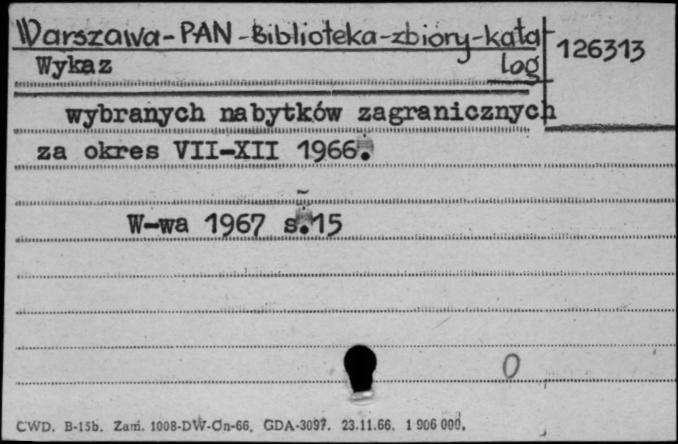 Warszawa-PAN-Biblioteka-zbiory-kata 126313
Wykaz log
wybranych nabytków zagranicznych
za okres VII-XII 1966.
W-wa 1967 s.15
0
CWD. B-15b. Zam. 1008-DW-On-66. GDA-3097. 23.11.66. 1 906 000.